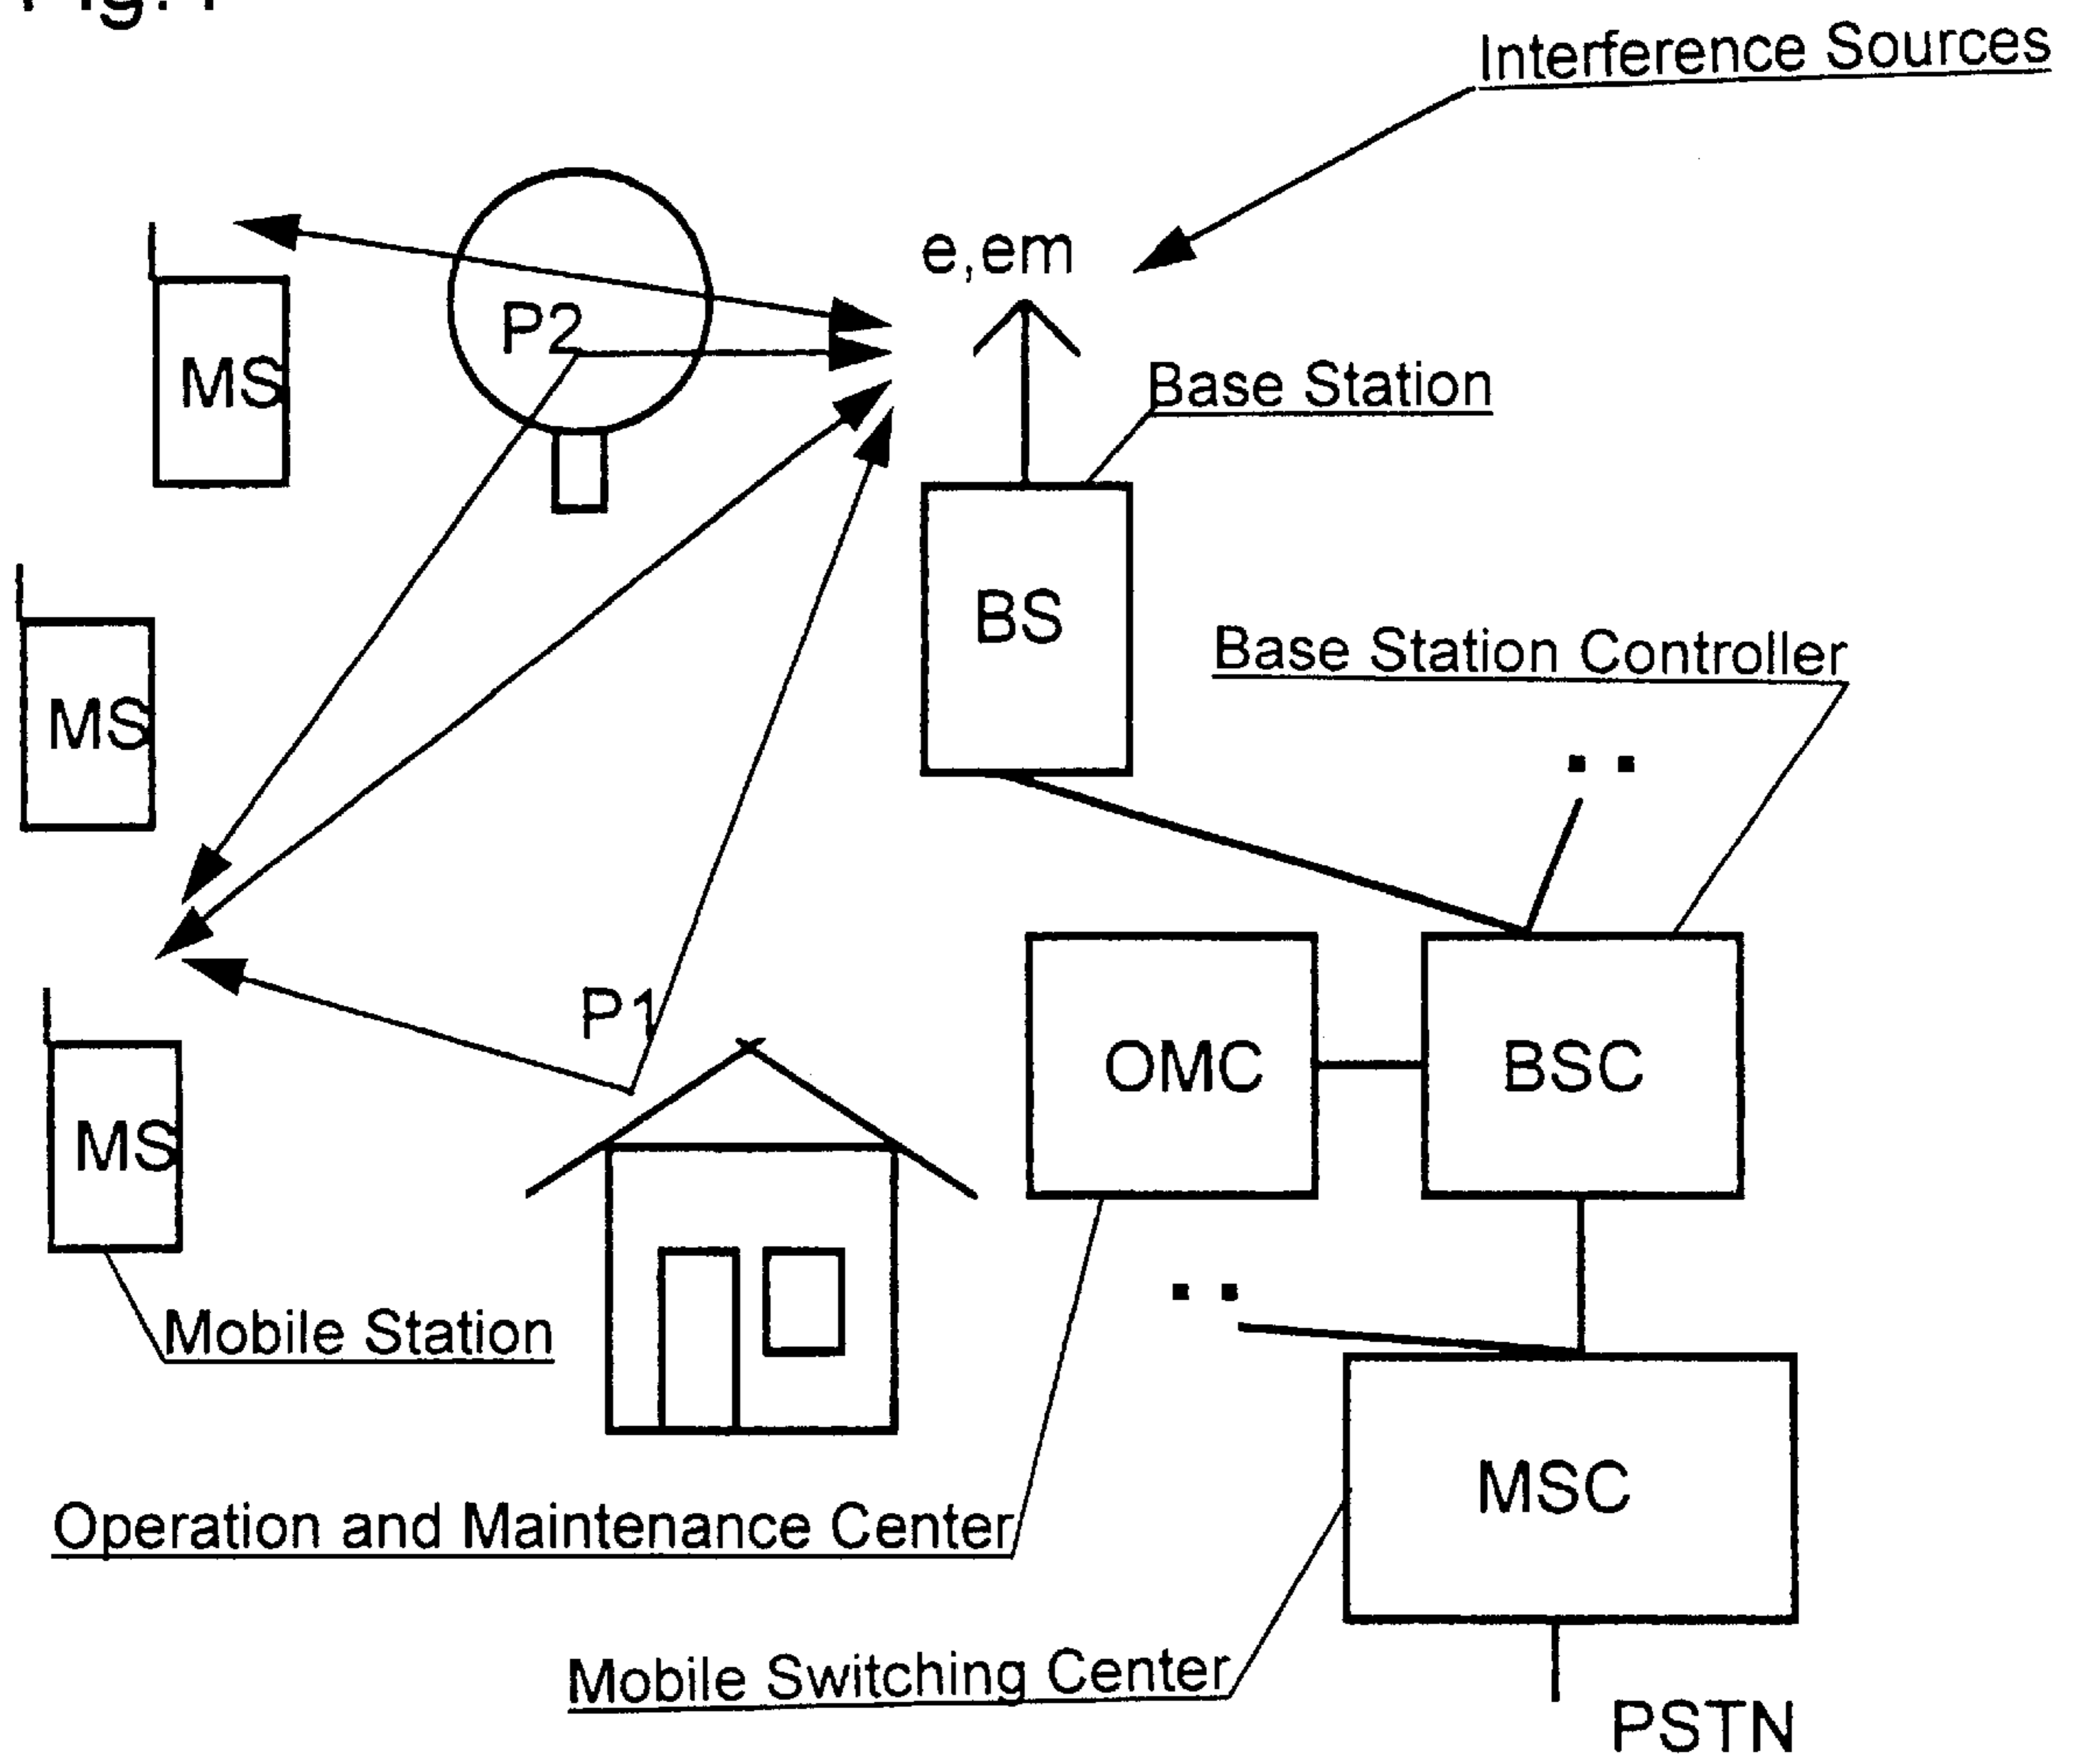 Interference Sources
e,em
P2
MS
Base Station
BS
MS
Base Station Controller
. .
P1
OMC
BSC
MS
. .
Mobile Station
MSC
Operation and Maintenance Center
Mobile Switching Center
PSTN